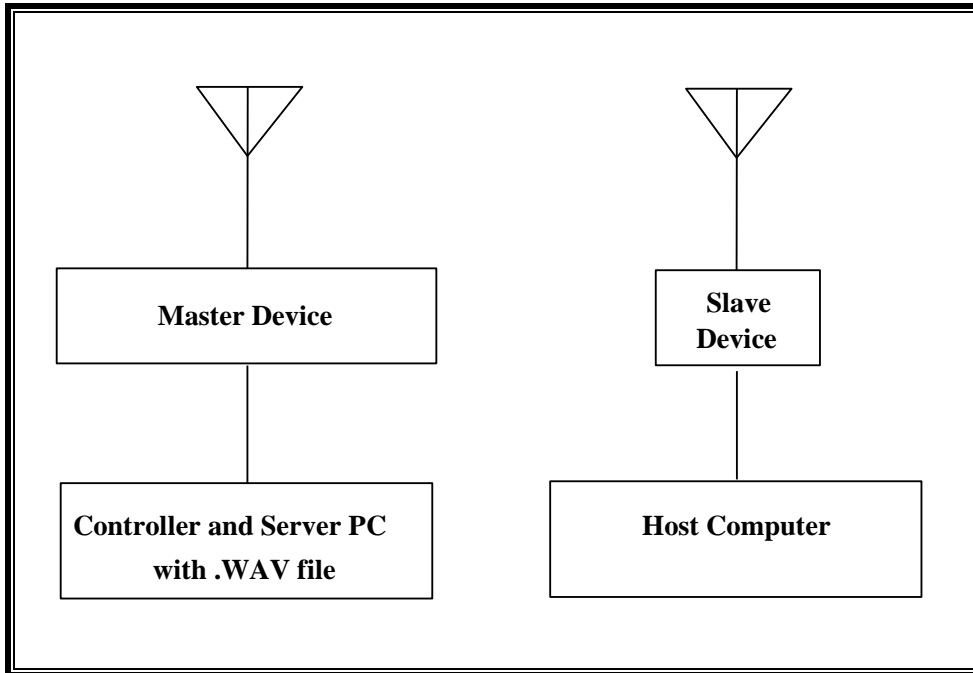 Master Device
Slave
Device
Controller and Server PC
with .WAV file
Host Computer